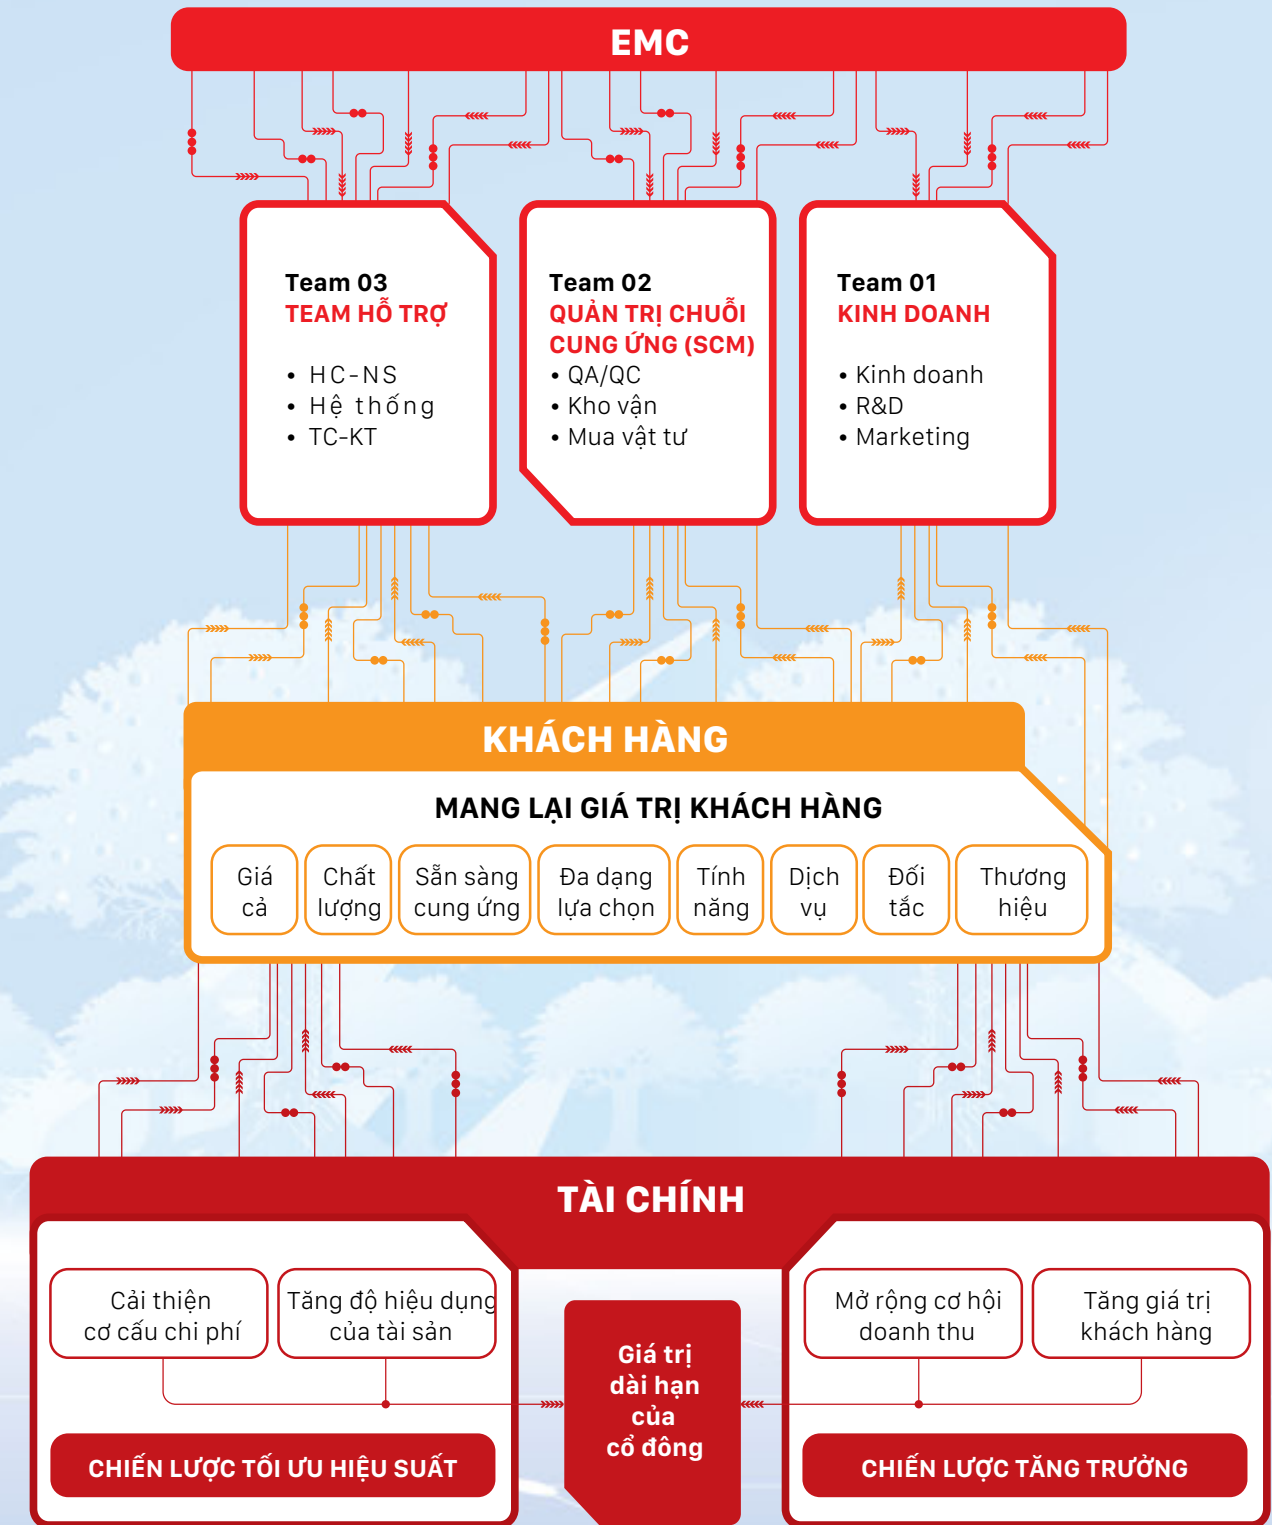 EMC
Team 03
TEAM HỖ TRỢ
• HC-NS
• Hệ thống
• TC-KT
Team 02
QUẢN TRỊ CHUỖI
CUNG ỨNG (SCM)
• QA/QC
• Kho vận
• Mua vật tư
Team 01
KINH DOANH
• Kinh doanh
• R&D
• Marketing
KHÁCH HÀNG
MANG LẠI GIÁ TRỊ KHÁCH HÀNG
Giá
cả
Chất
lượng
Sẵn sàng
cung ứng
Đa dạng
lựa chọn
Tính
năng
Dịch
vụ
Đối
tắc
Thương
hiệu
TÀI CHÍNH
Cải thiện
cơ cấu chi phí
Tăng độ hiệu dụng
của tài sản
CHIẾN LƯỢC TỐI ƯU HIỆU SUẤT
Giá trị
dài hạn
của
cổ đông
Mở rộng cơ hội
doanh thu
Tăng giá trị
khách hàng
CHIẾN LƯỢC TĂNG TRƯỞNG